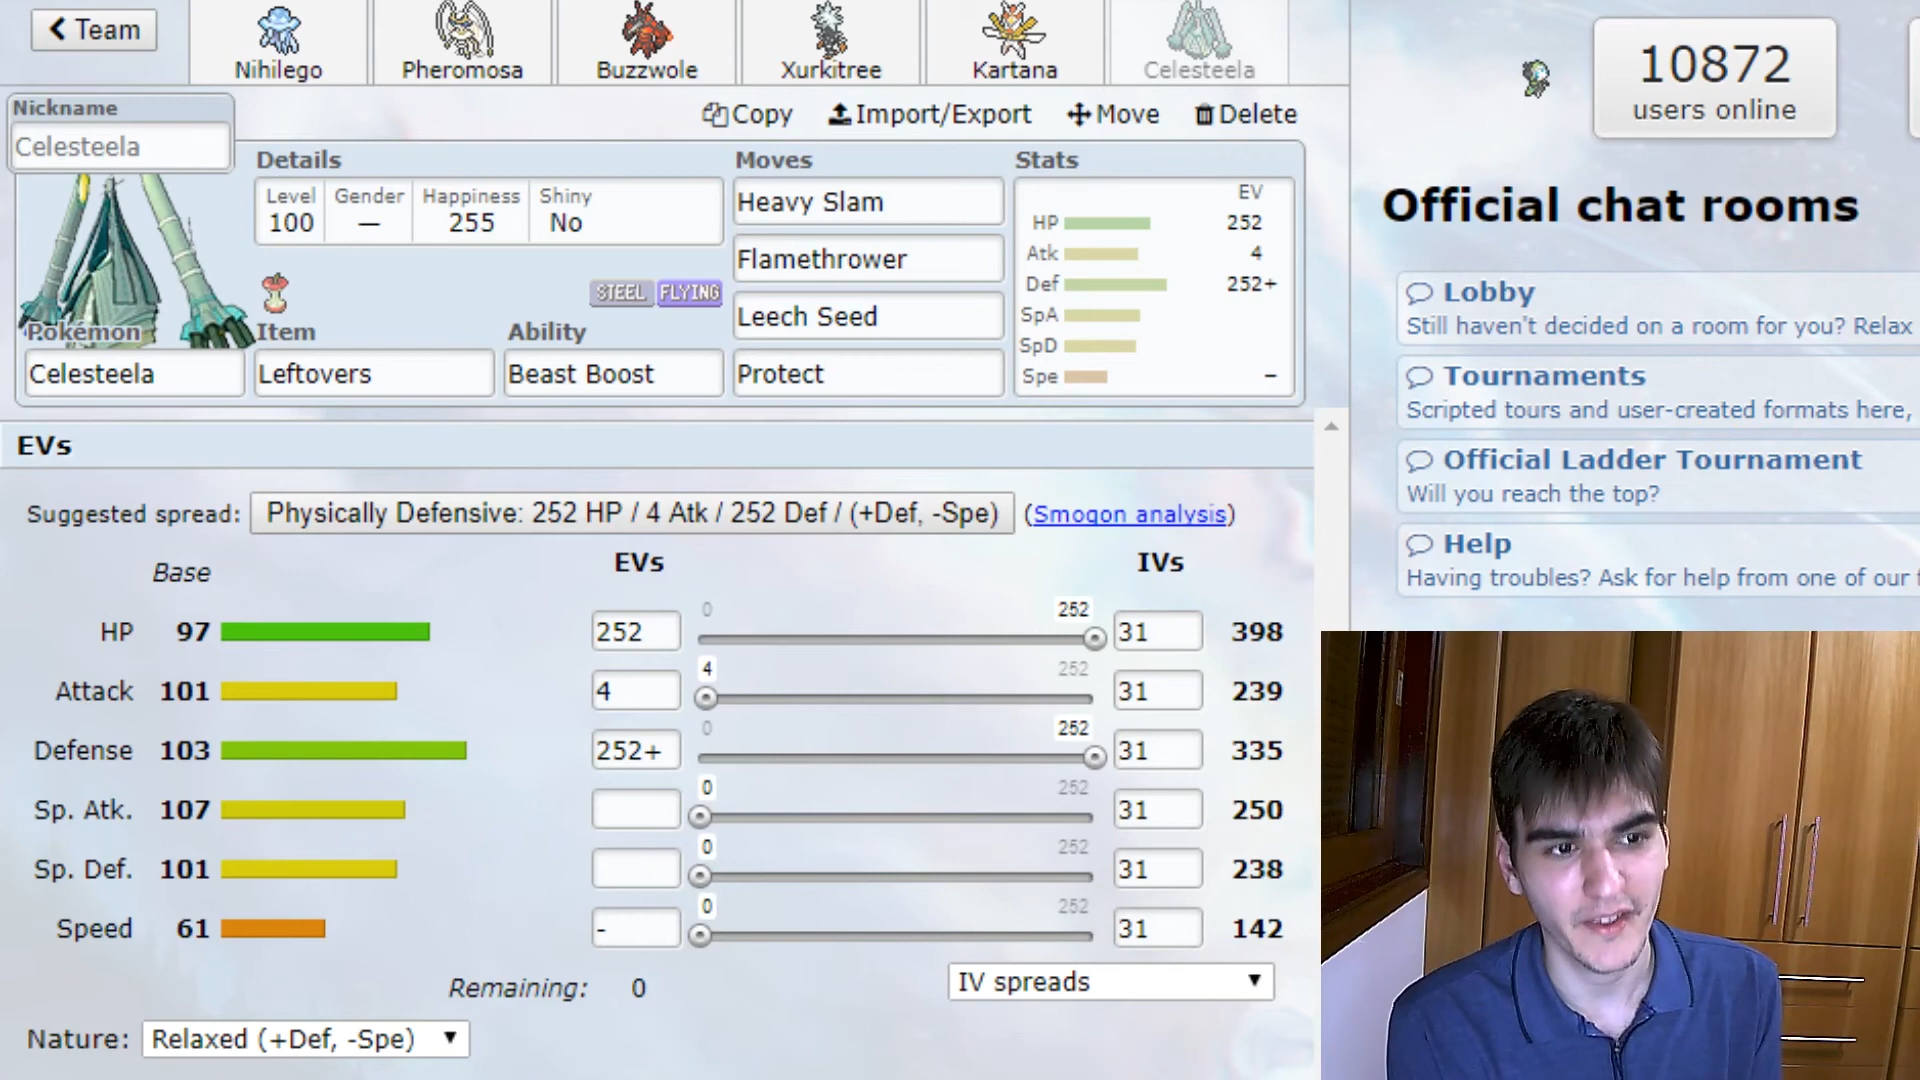 Team
Nihilego
Pheromosa
Buzzwole
Xurkitree
Kartana
Celesteela
10872
users online
Nickname
Celesteela
Copy
Import/Export
Move
Delete
Details
Level
100
Gender
—
Happiness
255
Shiny
No
STEEL FLYING
Pokémon
Celesteela
Item
Leftovers
Ability
Beast Boost
Moves
Heavy Slam
Flamethrower
Leech Seed
Protect
Stats
EV
HP 252
Atk 4
Def 252+
SpA
SpD
Spe –
Official chat rooms
Lobby
Still haven't decided on a room for you? Relax
Tournaments
Scripted tours and user-created formats here,
Official Ladder Tournament
Will you reach the top?
Help
Having troubles? Ask for help from one of our
EVs
Suggested spread: Physically Defensive: 252 HP / 4 Atk / 252 Def / (+Def, -Spe) (Smogon analysis)
Base EVs IVs
0 252
HP 97 252 31 398
4 252
Attack 101 4 31 239
0 252
Defense 103 252+ 31 335
0 252
Sp. Atk. 107 31 250
0 252
Sp. Def. 101 31 238
0 252
Speed 61 - 31 142
Remaining: 0
IV spreads
Nature: Relaxed (+Def, -Spe)